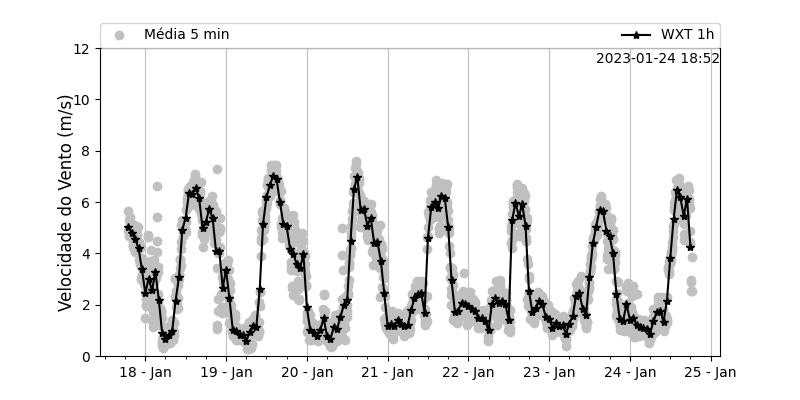 Média 5 min
WXT 1h
2023-01-24 18:52
Velocidade do Vento (m/s)
12
10
8
6
4
2
0
18 - Jan
19 - Jan
20 - Jan
21 - Jan
22 - Jan
23 - Jan
24 - Jan
25 - Jan